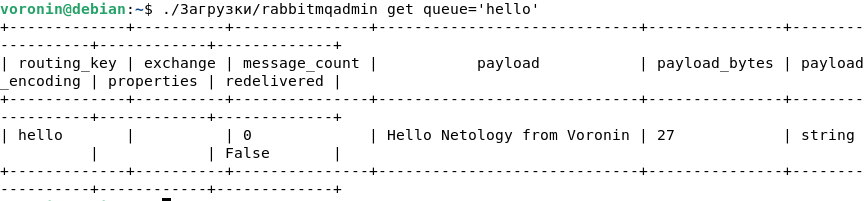 voronin@debian:~$ ./Загрузки/rabbitmqadmin get queue='hello'
+-------------+----------+---------------+----------------------------+---------------+--------
----------+------------+-------------+
| routing_key | exchange | message_count |          payload           | payload_bytes | payload
_encoding | properties | redelivered |
+-------------+----------+---------------+----------------------------+---------------+--------
----------+------------+-------------+
| hello       |          | 0             | Hello Netology from Voronin | 27            | string
          |            | False       |
+-------------+----------+---------------+----------------------------+---------------+--------
----------+------------+-------------+